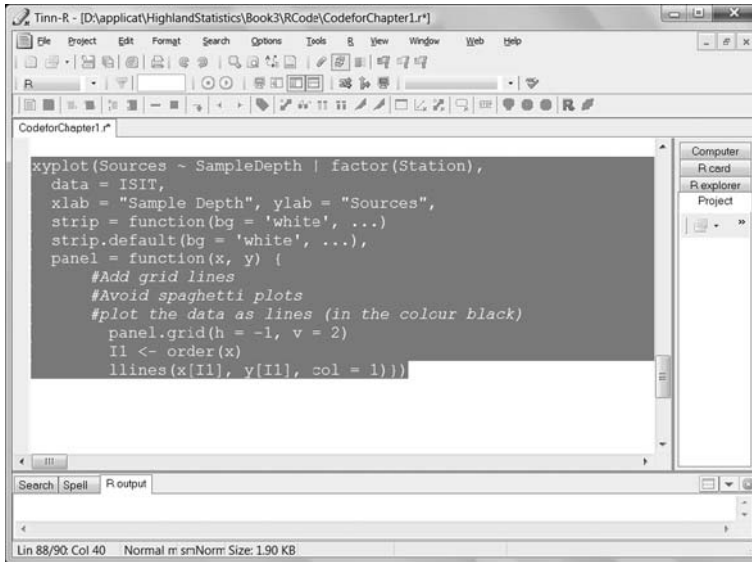 Tinn-R - [D:\applicat\HighlandStatistics\Book3\RCode\CodeforChapter1.r*]
File Project Edit Format Search Options Tools R View Window Web Help
R
CodeforChapter1.r*
xyplot(Sources ~ SampleDepth | factor(Station),
data = ISIT,
xlab = "Sample Depth", ylab = "Sources",
strip = function(bg = 'white', ...)
strip.default(bg = 'white', ...),
panel = function(x, y) {
#Add grid lines
#Avoid spaghetti plots
#plot the data as lines (in the colour black)
panel.grid(h = -1, v = 2)
I1 <- order(x)
llines(x[I1], y[I1], col = 1)})
Computer
R card
R explorer
Project
Search Spell R output
Lin 88/90: Col 40 Normal m smNorm Size: 1.90 KB